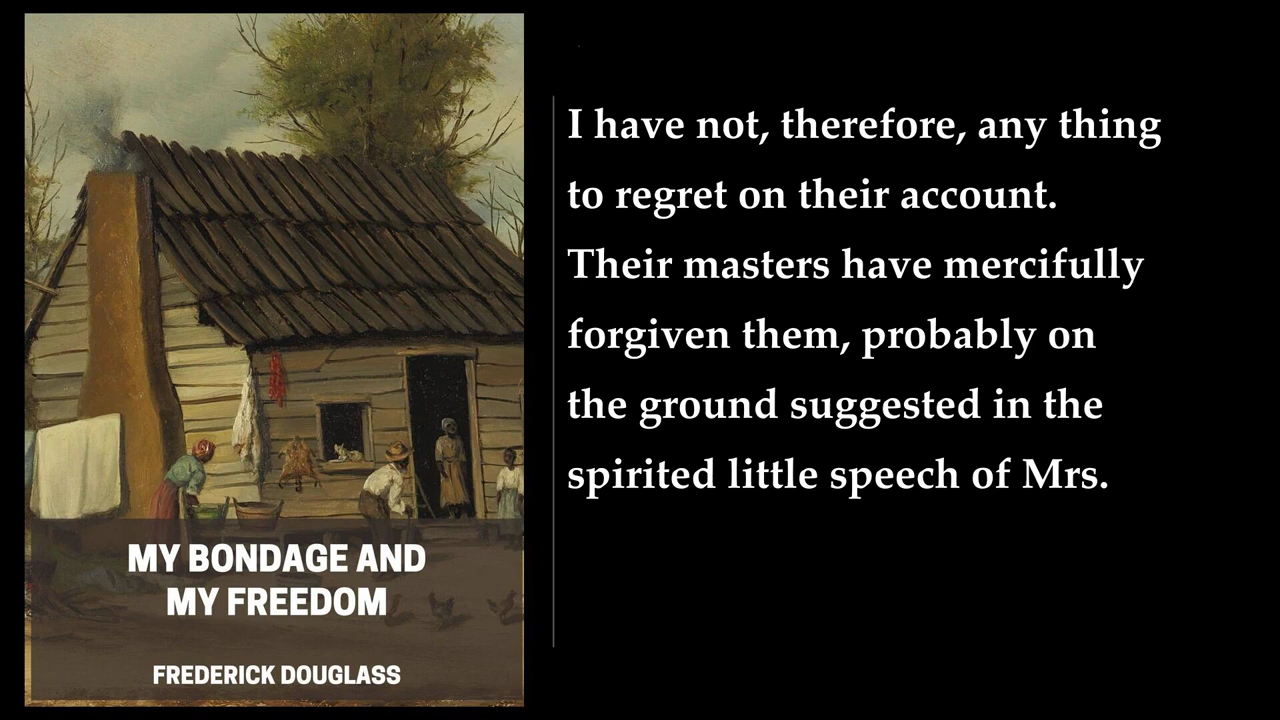 MY BONDAGE AND
MY FREEDOM
FREDERICK DOUGLASS
I have not, therefore, any thing
to regret on their account.
Their masters have mercifully
forgiven them, probably on
the ground suggested in the
spirited little speech of Mrs.